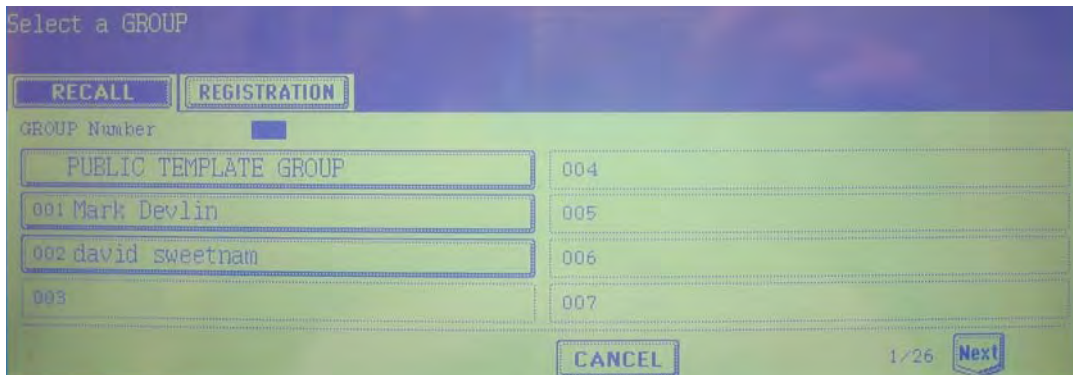 Select a GROUP
RECALL REGISTRATION
GROUP Number
PUBLIC TEMPLATE GROUP
001 Mark Devlin
002 david sweetnam
003
004
005
006
007
CANCEL 1/26 Next